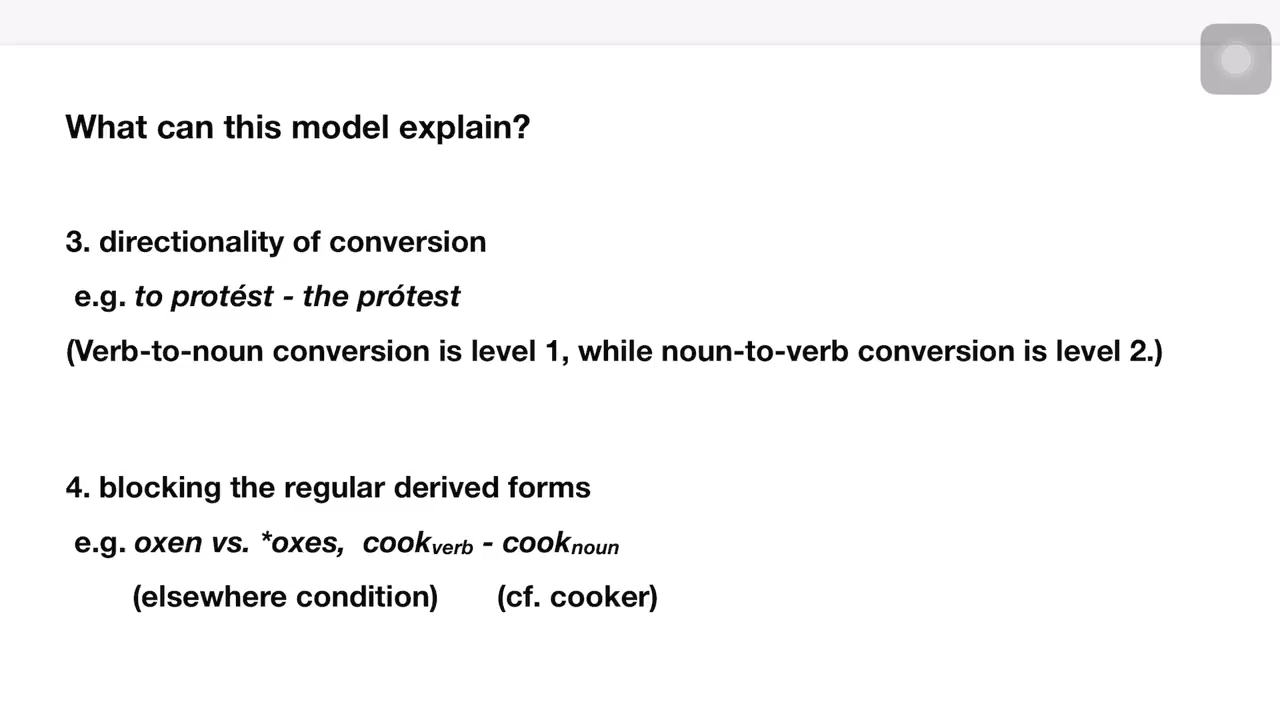 What can this model explain?
3. directionality of conversion
e.g. to protést - the prótest
(Verb-to-noun conversion is level 1, while noun-to-verb conversion is level 2.)
4. blocking the regular derived forms
e.g. oxen vs. *oxes, cookverb - cooknoun
(elsewhere condition) (cf. cooker)